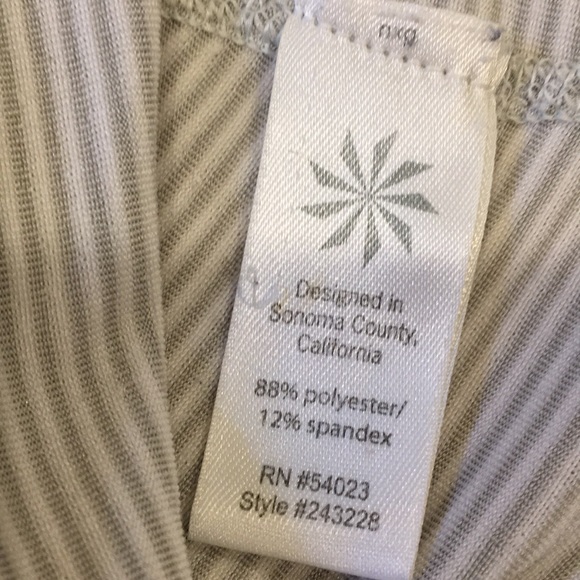 Designed in
Sonoma County,
California
88% polyester/
12% spandex
RN #54023
Style #243228